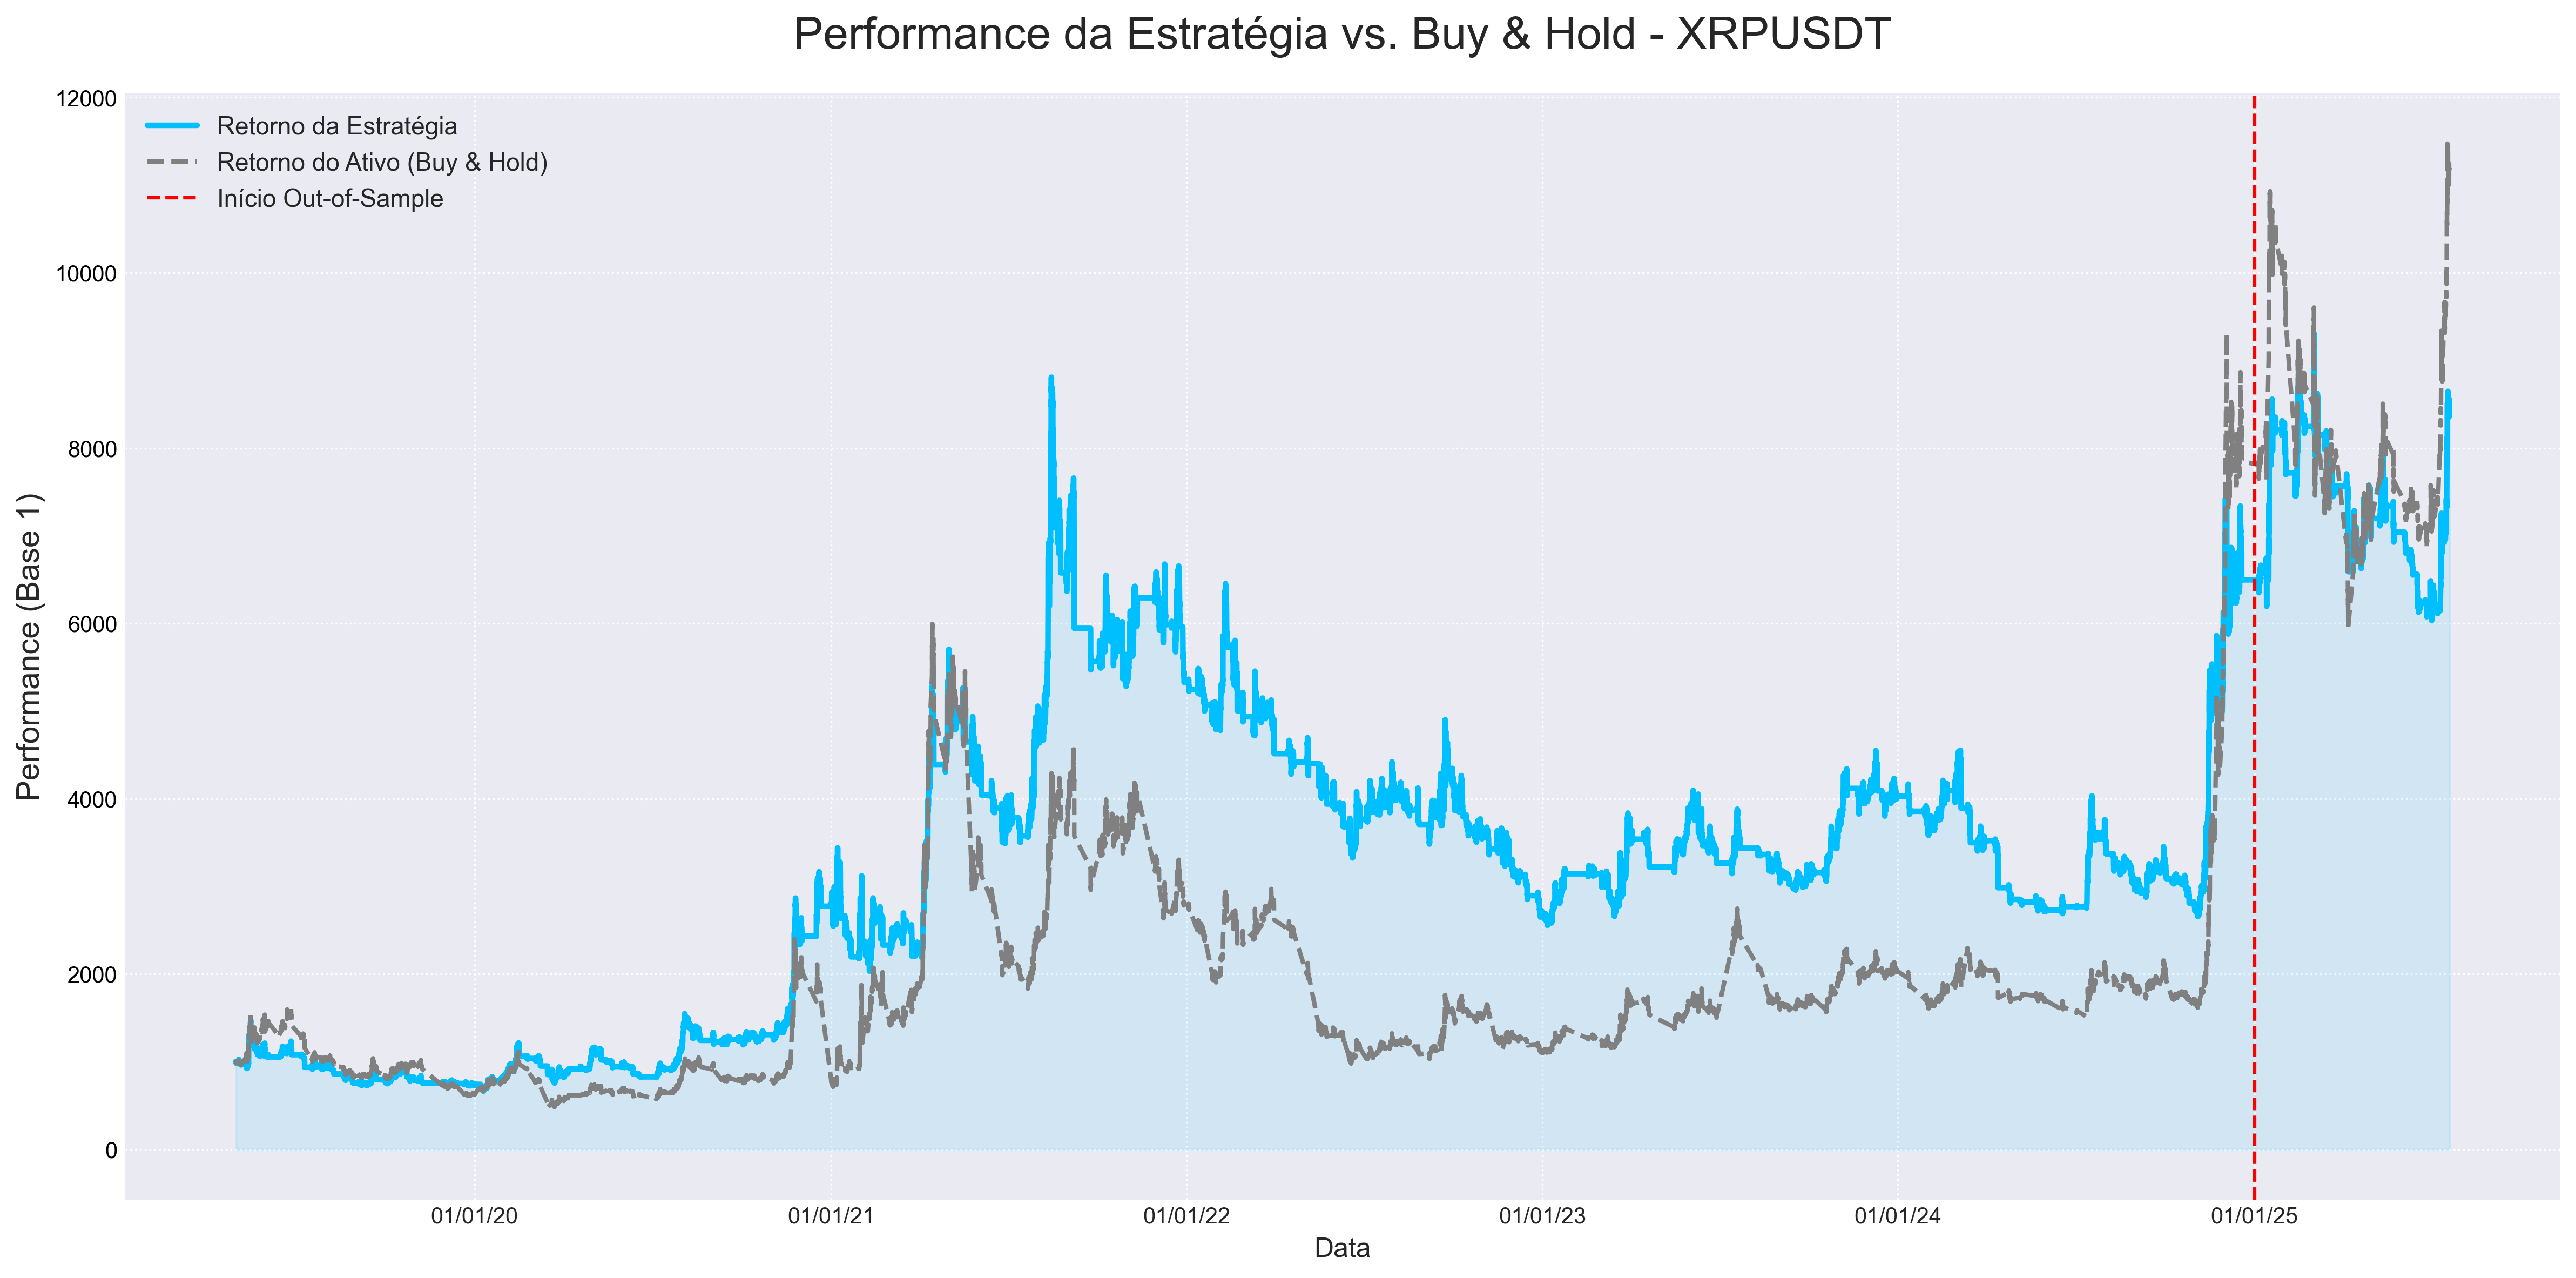 Performance da Estratégia vs. Buy & Hold - XRPUSDT
12000
10000
8000
6000
4000
2000
0
Performance (Base 1)
Retorno da Estratégia
Retorno do Ativo (Buy & Hold)
Início Out-of-Sample
01/01/20
01/01/21
01/01/22
01/01/23
01/01/24
01/01/25
Data